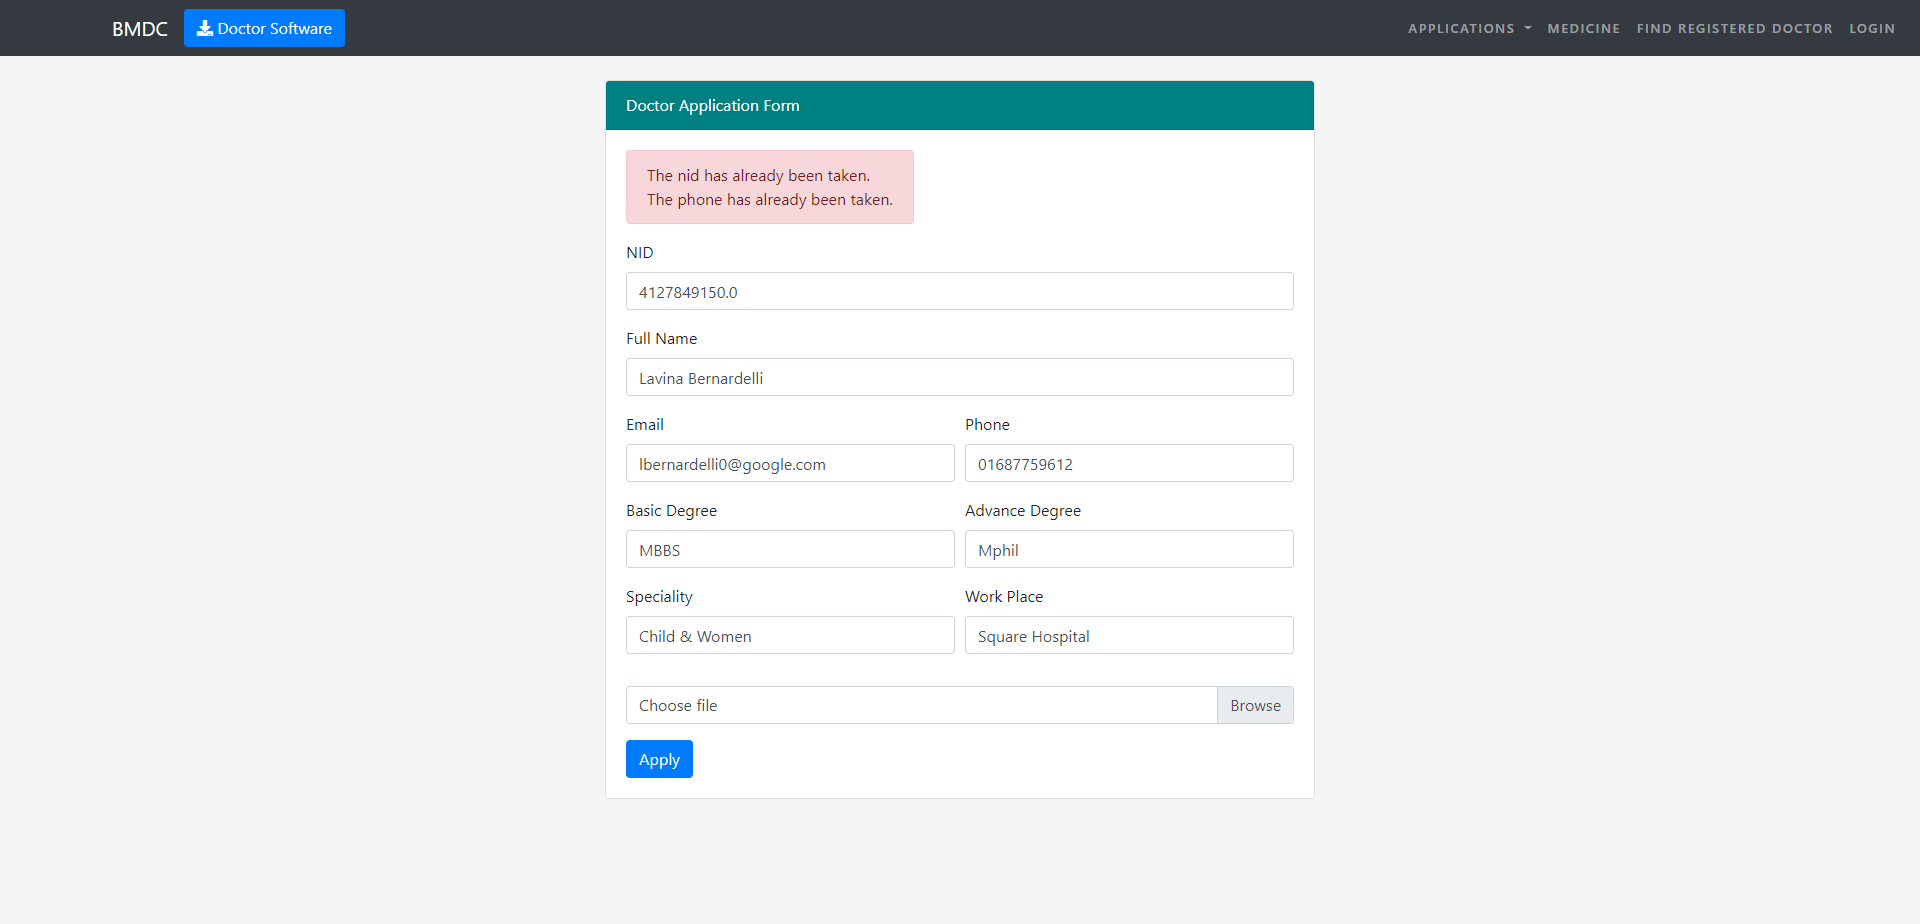 BMDC
Doctor Software
APPLICATIONS
MEDICINE
FIND REGISTERED DOCTOR
LOGIN
Doctor Application Form
The nid has already been taken.
The phone has already been taken.
NID
4127849150.0
Full Name
Lavina Bernardelli
Email
Phone
lbernardelli0@google.com
01687759612
Basic Degree
Advance Degree
MBBS
Mphil
Speciality
Work Place
Child & Women
Square Hospital
Choose file
Browse
Apply